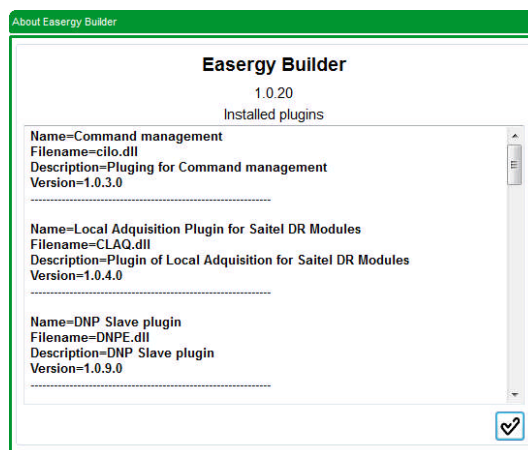 About Easergy Builder
Easergy Builder
1.0.20
Installed plugins
Name=Command management
Filename=cilo.dll
Description=Pluging for Command management
Version=1.0.3.0
------------------------------------------------------------
Name=Local Adquisition Plugin for Saitel DR Modules
Filename=CLAQ.dll
Description=Plugin of Local Adquisition for Saitel DR Modules
Version=1.0.4.0
------------------------------------------------------------
Name=DNP Slave plugin
Filename=DNPE.dll
Description=DNP Slave plugin
Version=1.0.9.0
------------------------------------------------------------